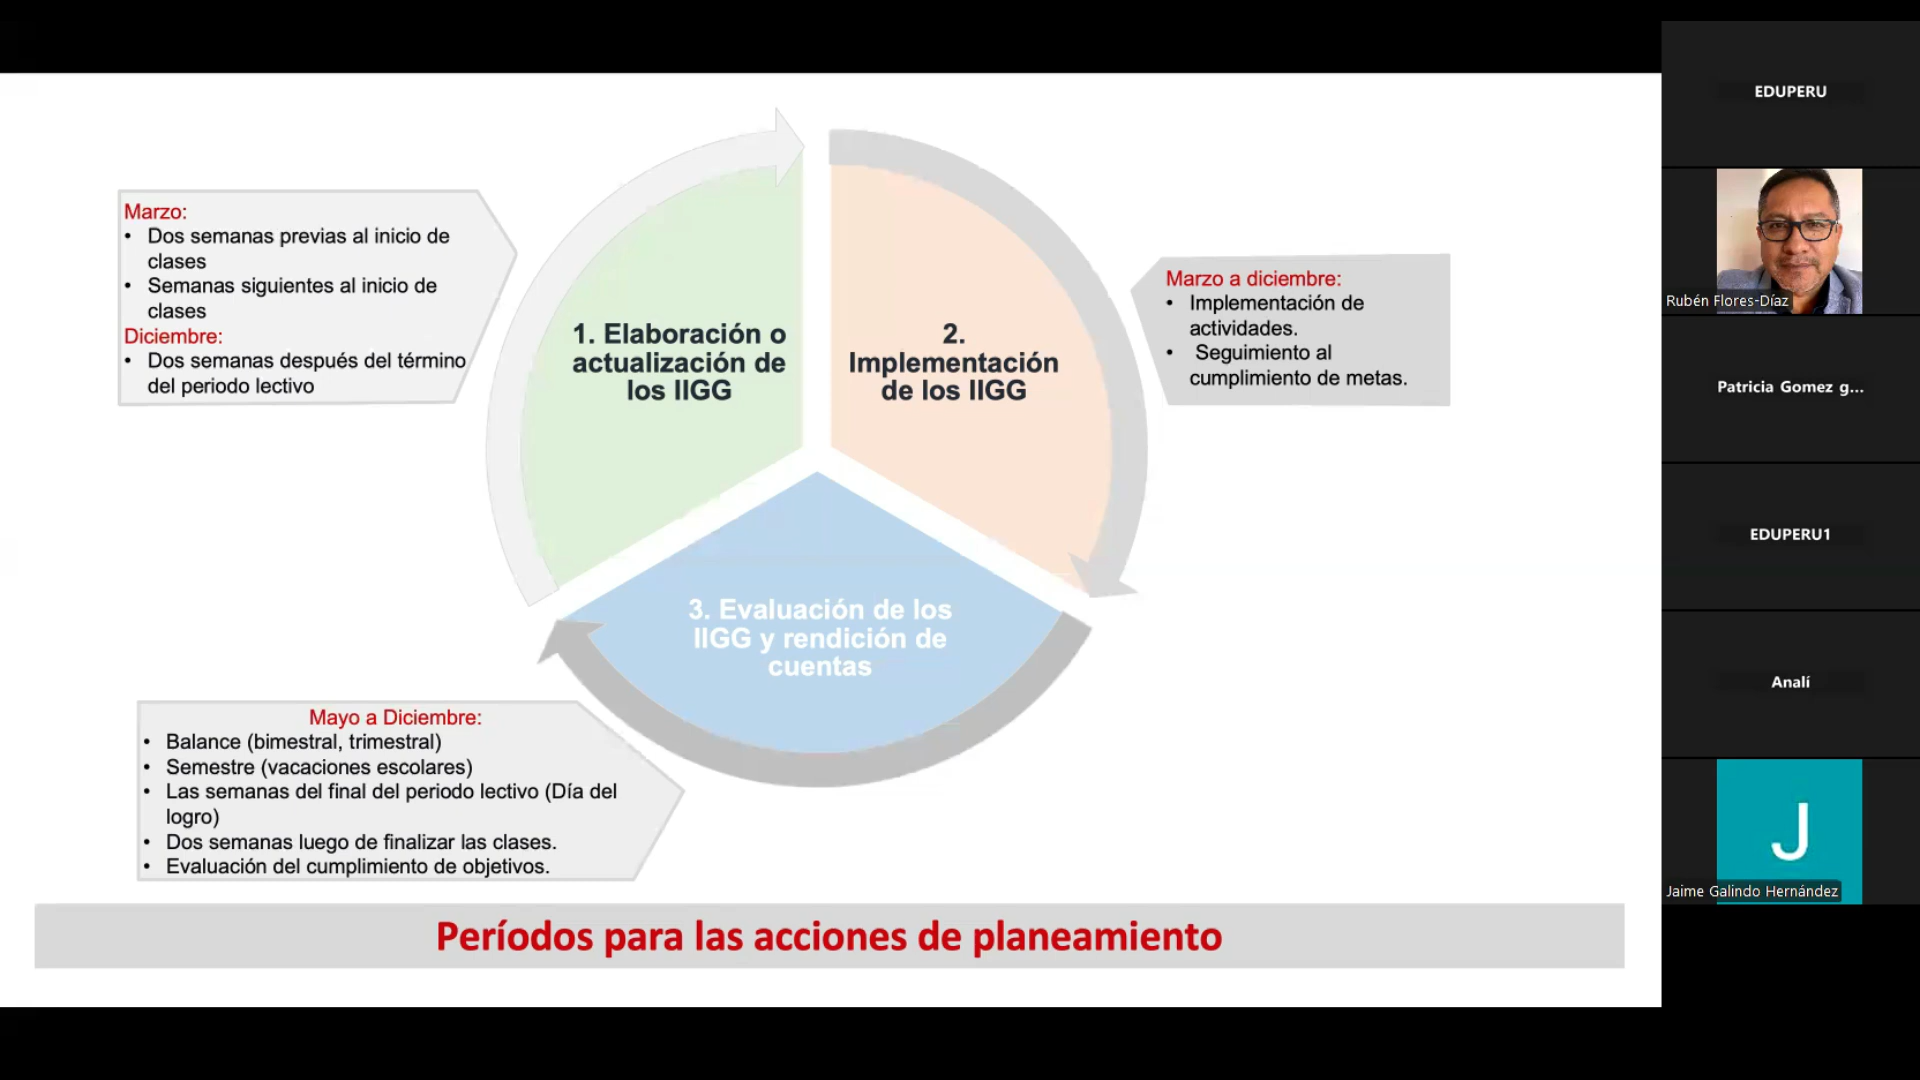 Marzo:
• Dos semanas previas al inicio de
clases
• Semanas siguientes al inicio de
clases
Diciembre:
• Dos semanas después del término
del periodo lectivo
1. Elaboración o
actualización de
los IIGG
2.
Implementación
de los IIGG
Marzo a diciembre:
• Implementación de
actividades.
• Seguimiento al
cumplimiento de metas.
3. Evaluación de los
IIGG y rendición de
cuentas
Mayo a Diciembre:
• Balance (bimestral, trimestral)
• Semestre (vacaciones escolares)
• Las semanas del final del periodo lectivo (Día del
logro)
• Dos semanas luego de finalizar las clases.
• Evaluación del cumplimiento de objetivos.
Períodos para las acciones de planeamiento
EDUPERU
Rubén Flores-Díaz
Patricia Gomez g...
EDUPERU1
Analí
J
Jaime Galindo Hernández